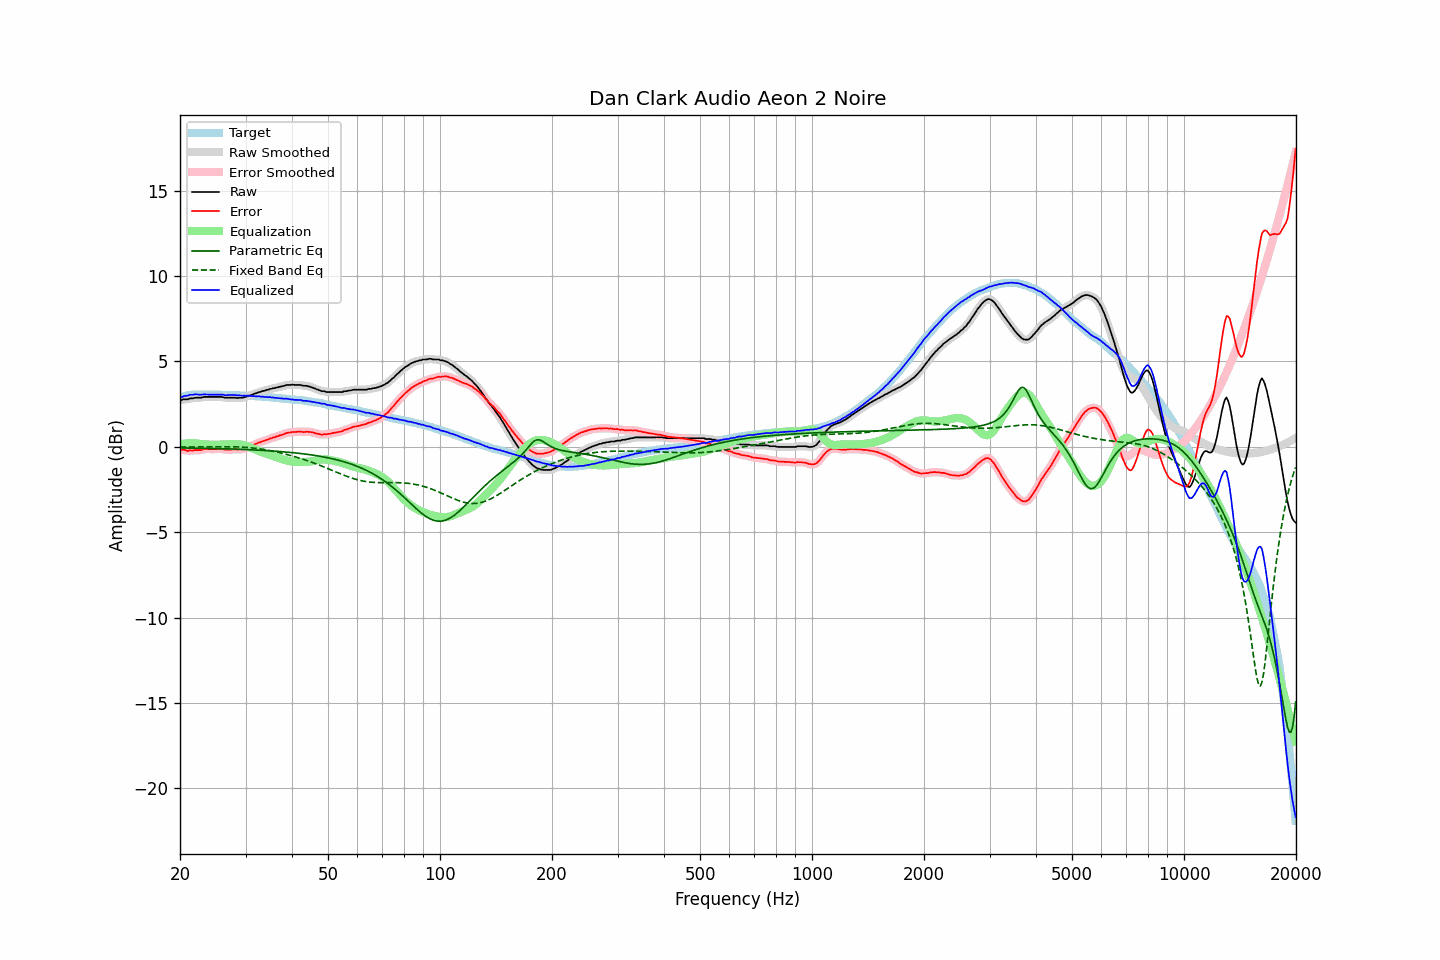 Dan Clark Audio Aeon 2 Noire
Target
Raw Smoothed
Error Smoothed
Raw
Error
Equalization
Parametric Eq
Fixed Band Eq
Equalized
15
10
5
0
−5
−10
−15
−20
Amplitude (dBr)
20 50 100 200 500 1000 2000 5000 10000 20000
Frequency (Hz)